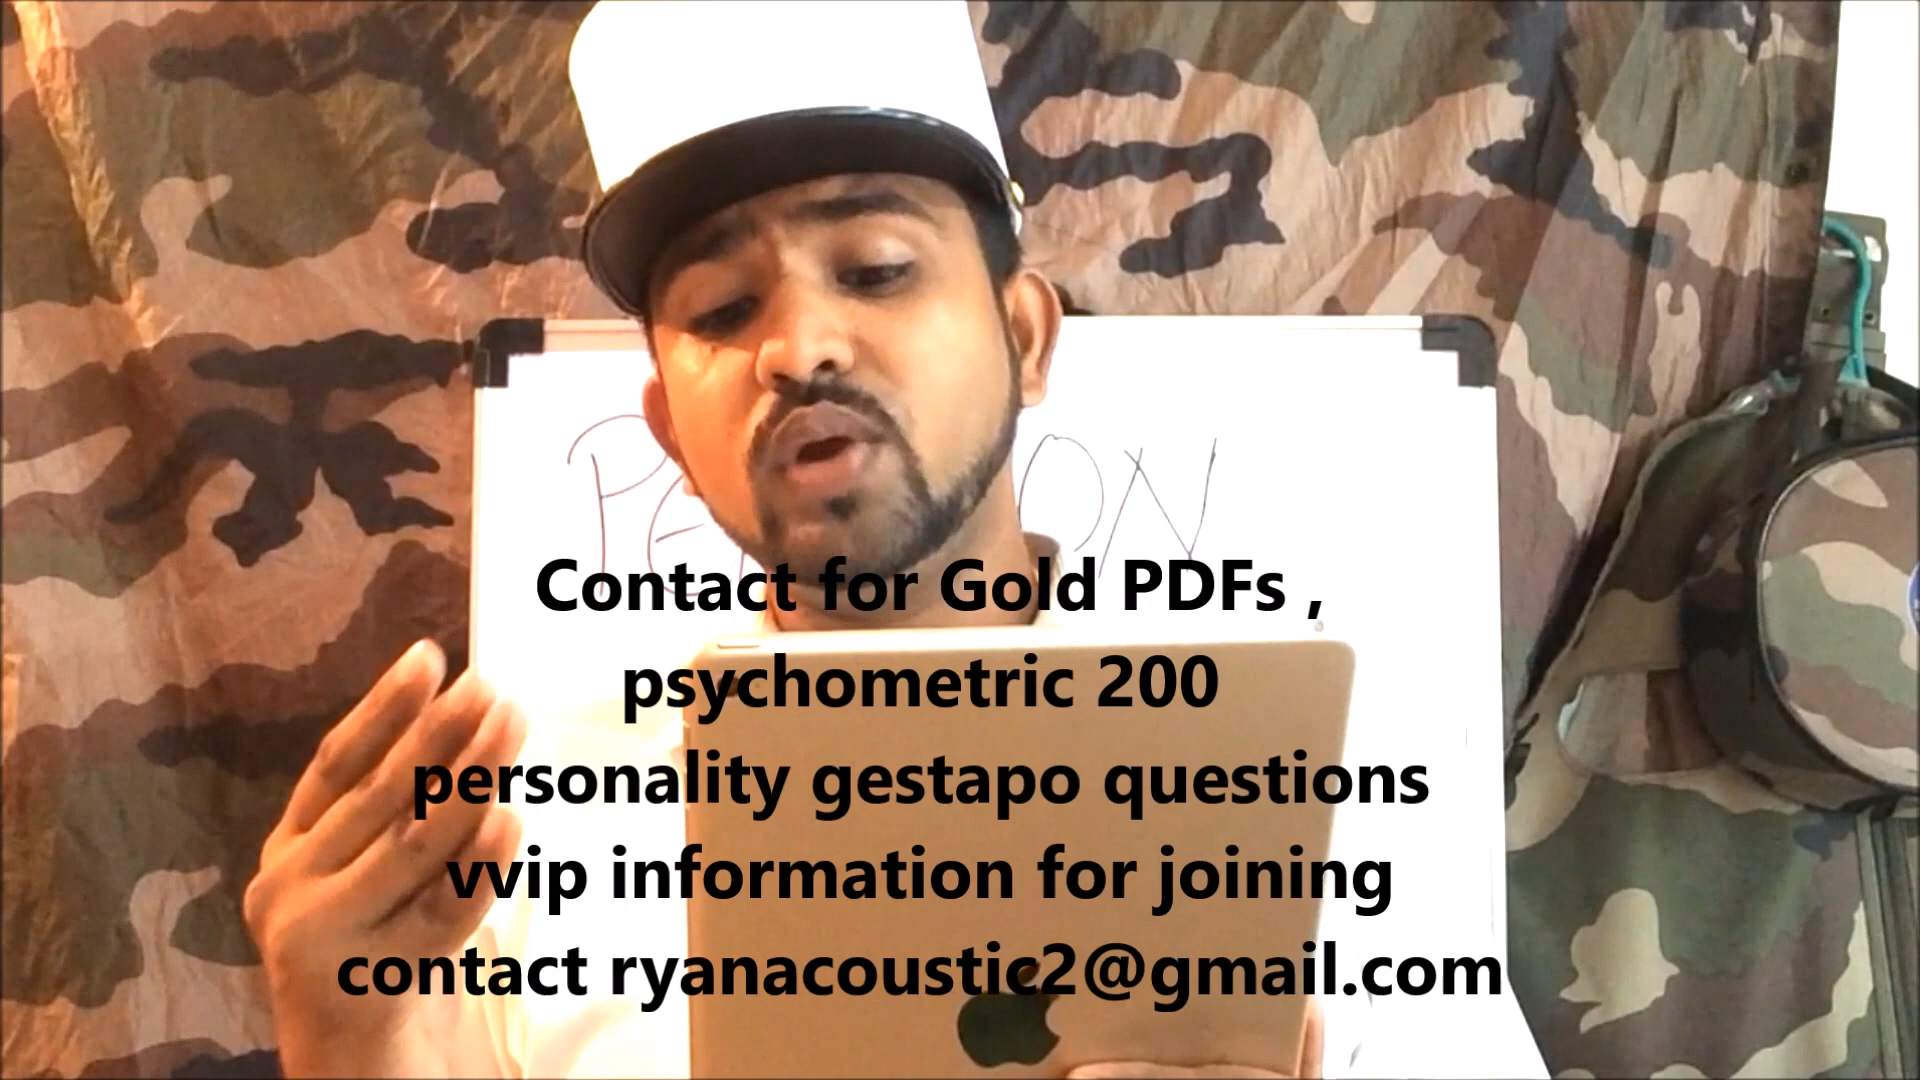 Contact for Gold PDFs ,
psychometric 200
personality gestapo questions
vvip information for joining
contact ryanacoustic2@gmail.com